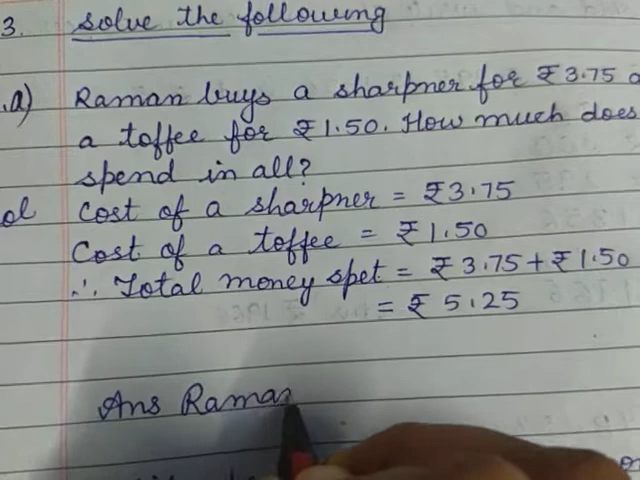 3. Solve the following
a) Raman buys a sharpner for ₹3.75
a toffee for ₹1.50. How much does
spend in all?
ol Cost of a sharpner = ₹3.75
Cost of a toffee = ₹1.50
∴ Total money spet = ₹3.75 + ₹1.50
= ₹ 5.25
Ans Raman